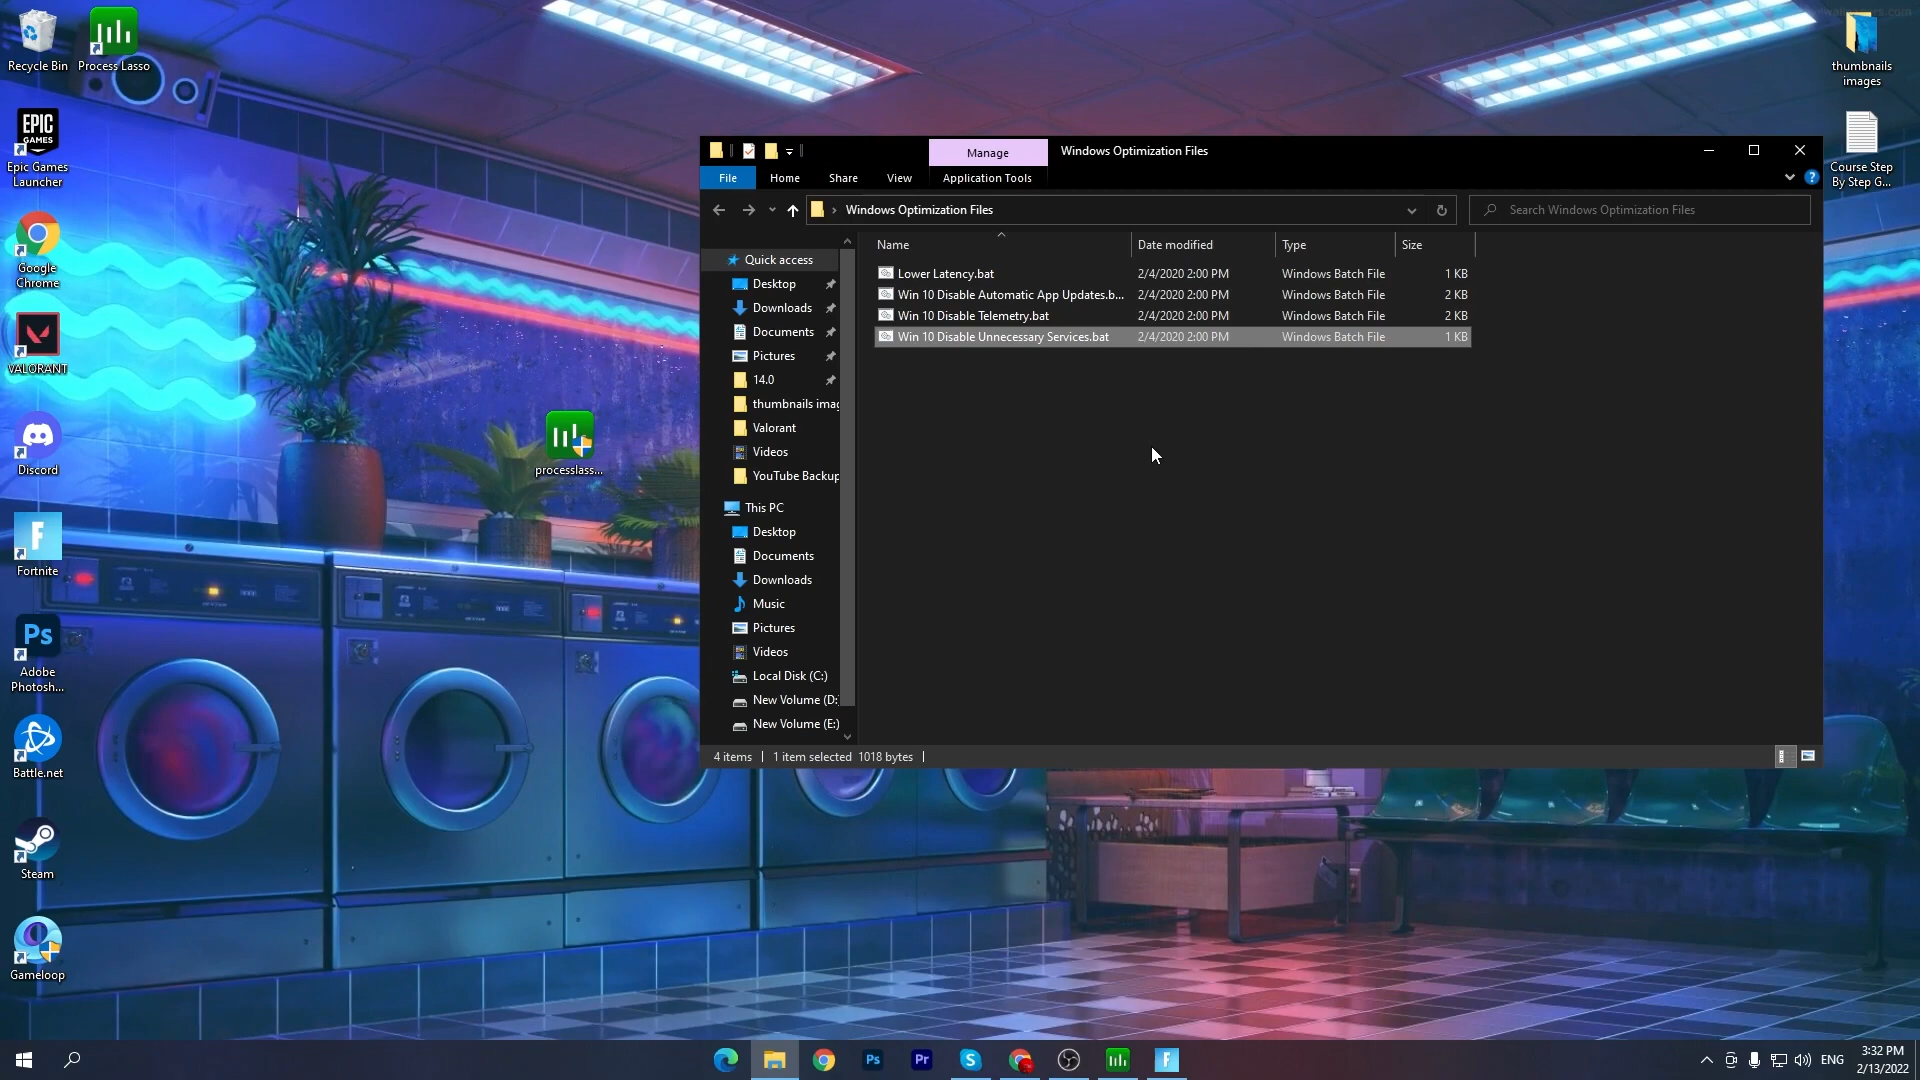 Recycle Bin
Process Lasso
EPIC
GAMES
Epic Games
Launcher
Google
Chrome
VALORANT
Discord
F
Fortnite
Ps
Adobe
Photosh...
Battle.net
Steam
Gameloop
processlass...
thumbnails
images
Course Step
By Step G...
Manage
Windows Optimization Files
File
Home
Share
View
Application Tools
?
Windows Optimization Files
Search Windows Optimization Files
Name
Date modified
Type
Size
Lower Latency.bat 2/4/2020 2:00 PM Windows Batch File 1 KB
Win 10 Disable Automatic App Updates.b... 2/4/2020 2:00 PM Windows Batch File 2 KB
Win 10 Disable Telemetry.bat 2/4/2020 2:00 PM Windows Batch File 2 KB
Win 10 Disable Unnecessary Services.bat 2/4/2020 2:00 PM Windows Batch File 1 KB
Quick access
Desktop
Downloads
Documents
Pictures
14.0
thumbnails imag
Valorant
Videos
YouTube Backup
This PC
Desktop
Documents
Downloads
Music
Pictures
Videos
Local Disk (C:)
New Volume (D:
New Volume (E:)
4 items
1 item selected 1018 bytes
Ps
Pr
S
F
ENG
3:32 PM
2/13/2022